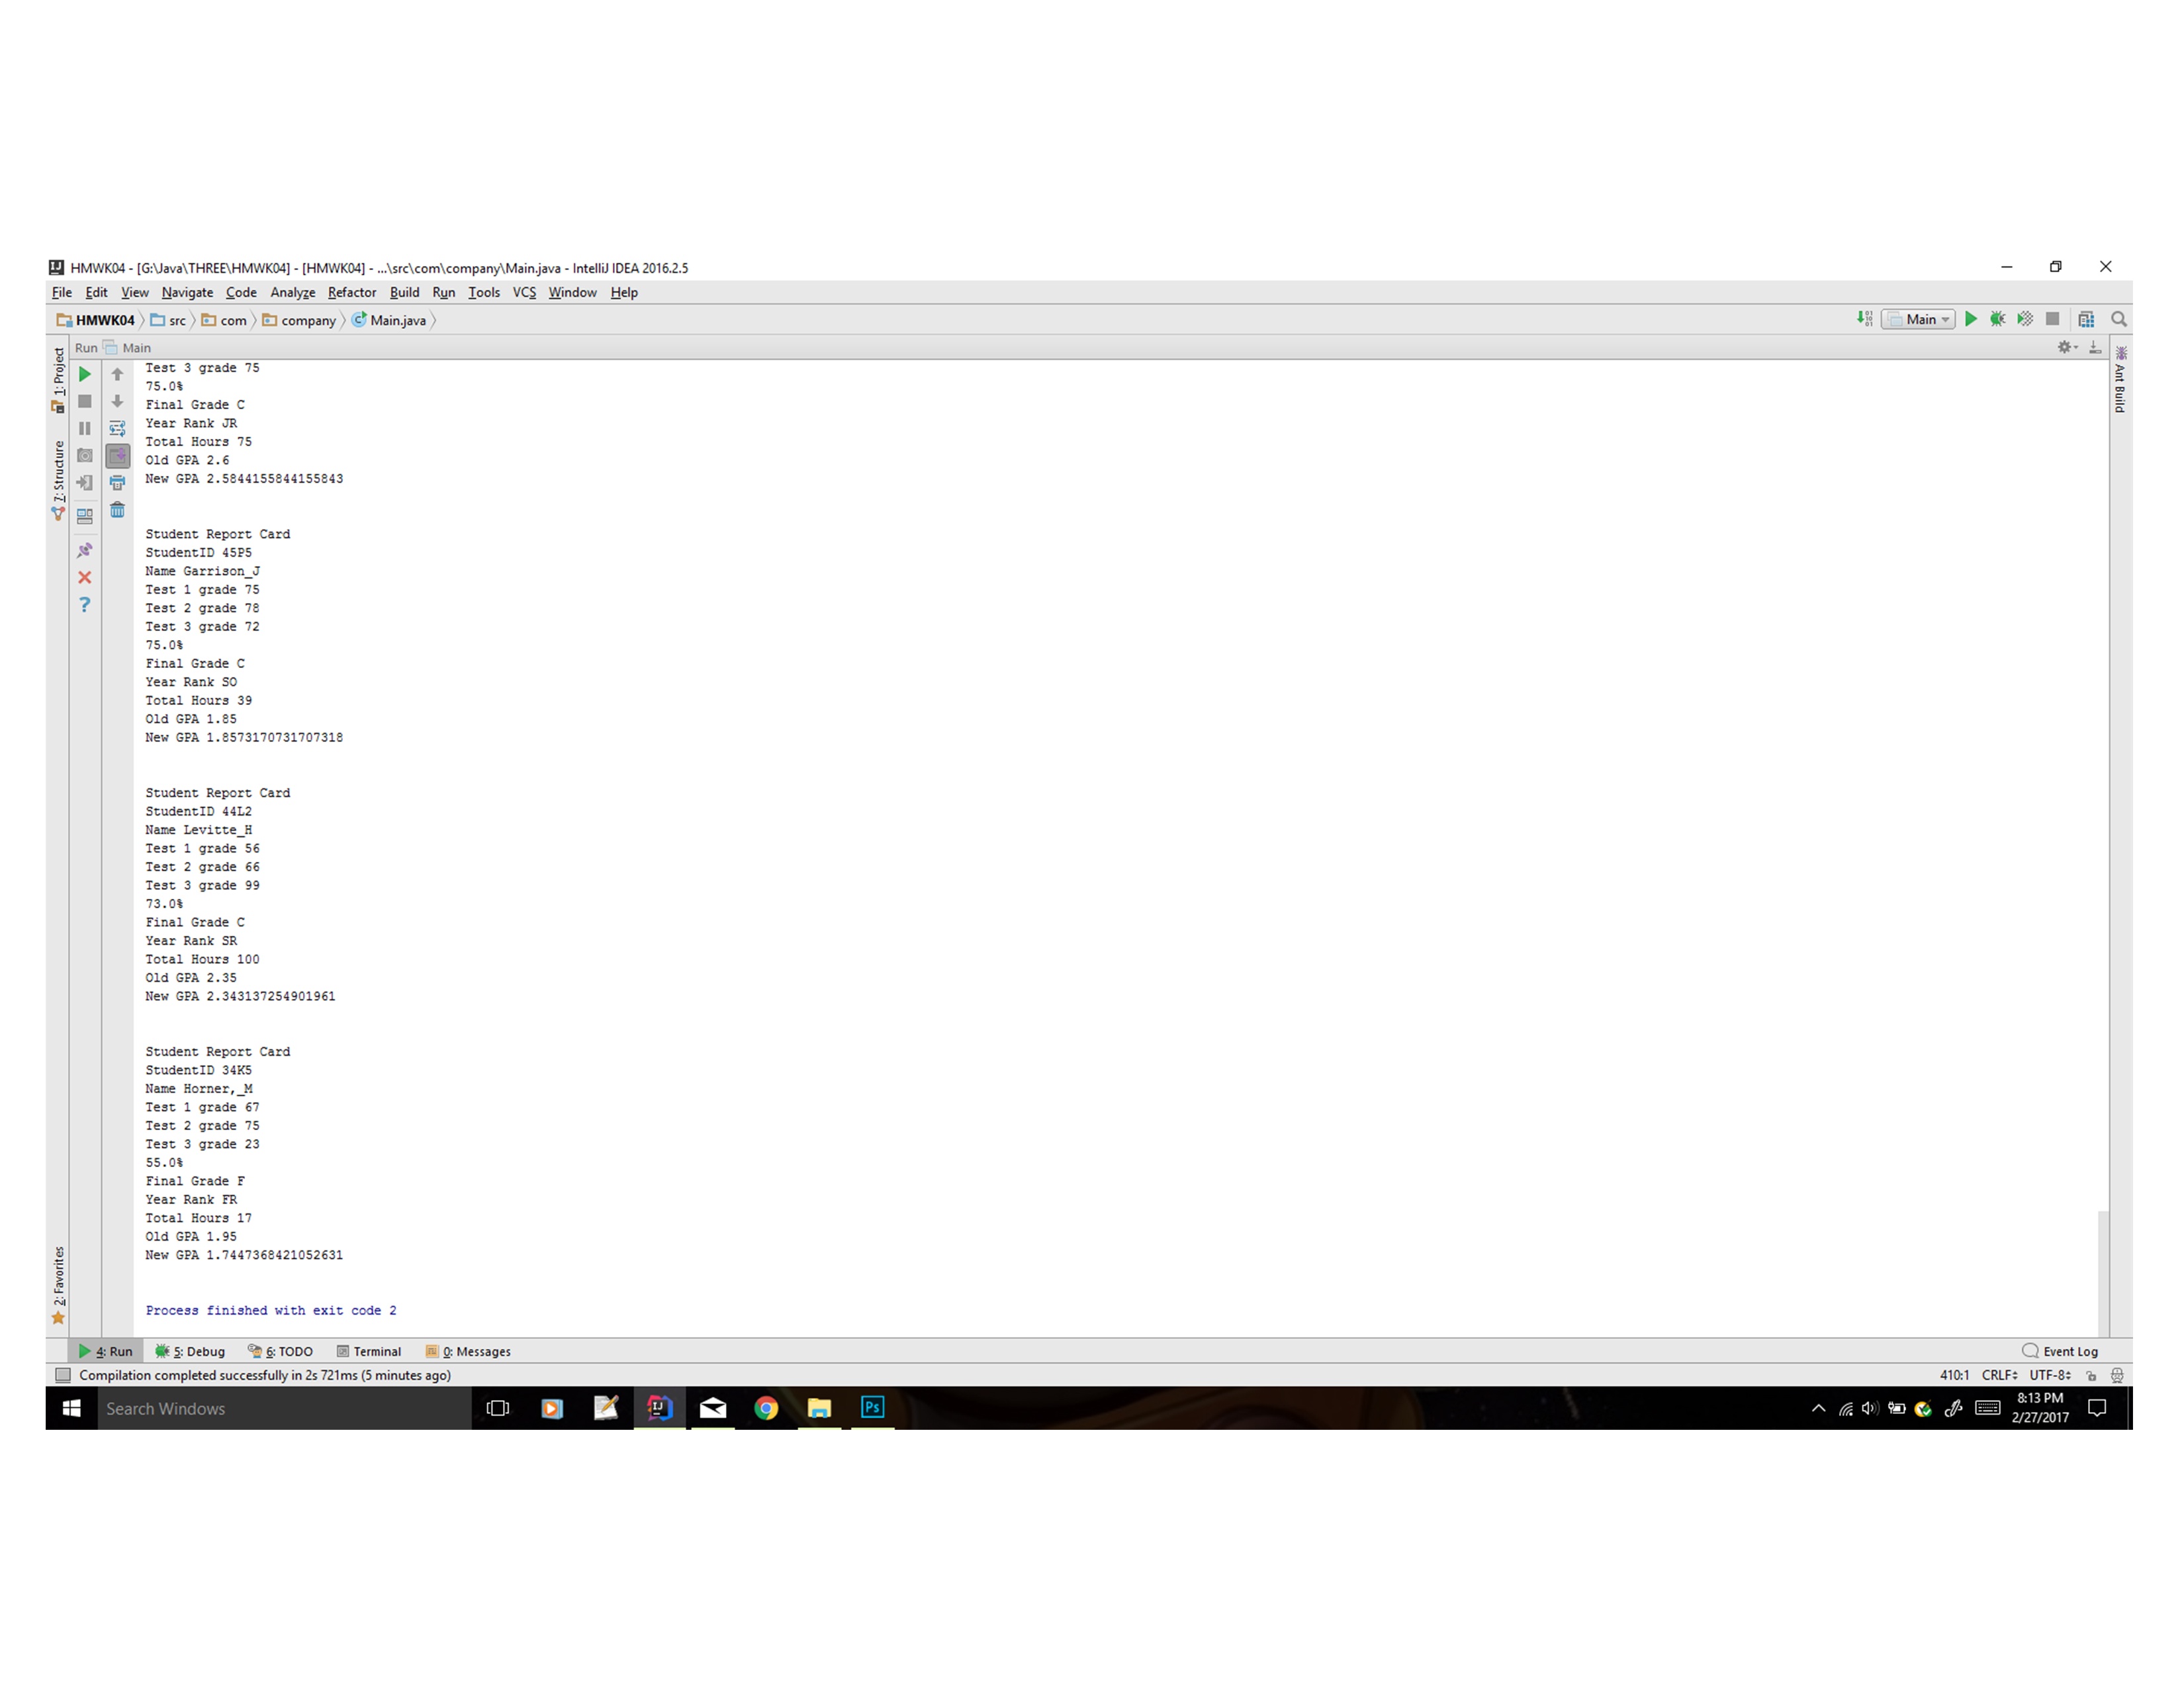 HMWK04 - [G:\Java\THREE\HMWK04] - [HMWK04] - ...\src\com\company\Main.java - IntelliJ IDEA 2016.2.5
File Edit View Navigate Code Analyze Refactor Build Run Tools VCS Window Help
HMWK04 src com company Main.java
Main
Run Main
1: Project
7: Structure
2: Favorites
Ant Build
Test 3 grade 75
75.0%
Final Grade C
Year Rank JR
Total Hours 75
Old GPA 2.6
New GPA 2.5844155844155843
Student Report Card
StudentID 45P5
Name Garrison_J
Test 1 grade 75
Test 2 grade 78
Test 3 grade 72
75.0%
Final Grade C
Year Rank SO
Total Hours 39
Old GPA 1.85
New GPA 1.8573170731707318
Student Report Card
StudentID 44L2
Name Levitte_H
Test 1 grade 56
Test 2 grade 66
Test 3 grade 99
73.0%
Final Grade C
Year Rank SR
Total Hours 100
Old GPA 2.35
New GPA 2.343137254901961
Student Report Card
StudentID 34K5
Name Horner,_M
Test 1 grade 67
Test 2 grade 75
Test 3 grade 23
55.0%
Final Grade F
Year Rank FR
Total Hours 17
Old GPA 1.95
New GPA 1.7447368421052631
Process finished with exit code 2
4: Run 5: Debug 6: TODO Terminal 0: Messages Event Log
Compilation completed successfully in 2s 721ms (5 minutes ago) 410:1 CRLF UTF-8
Search Windows
Ps
8:13 PM
2/27/2017